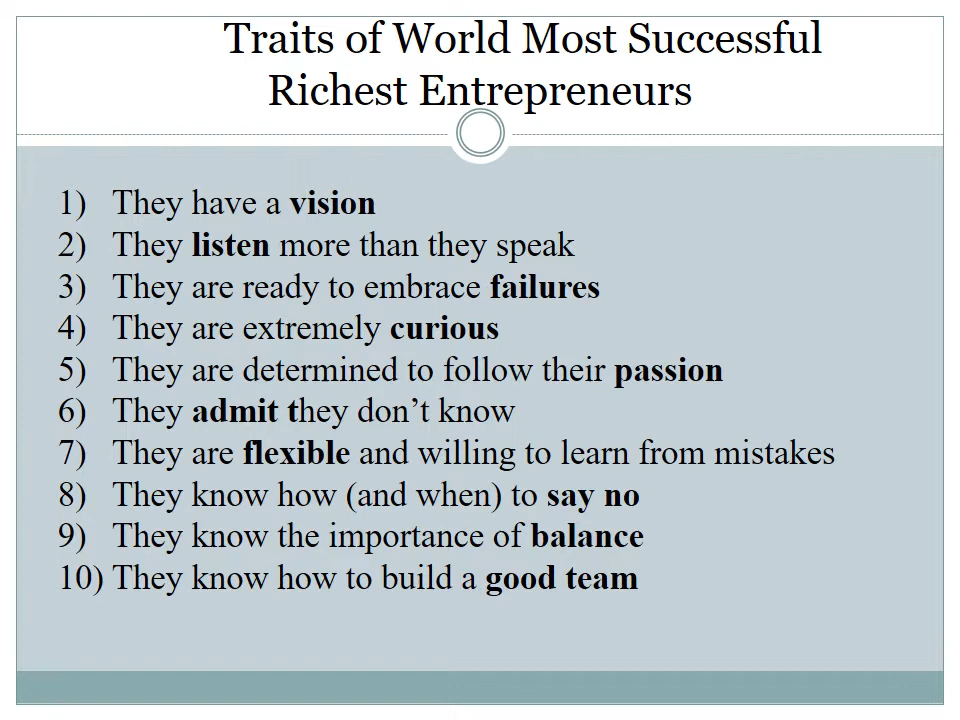 Traits of World Most Successful
Richest Entrepreneurs
1) They have a vision
2) They listen more than they speak
3) They are ready to embrace failures
4) They are extremely curious
5) They are determined to follow their passion
6) They admit they don’t know
7) They are flexible and willing to learn from mistakes
8) They know how (and when) to say no
9) They know the importance of balance
10) They know how to build a good team